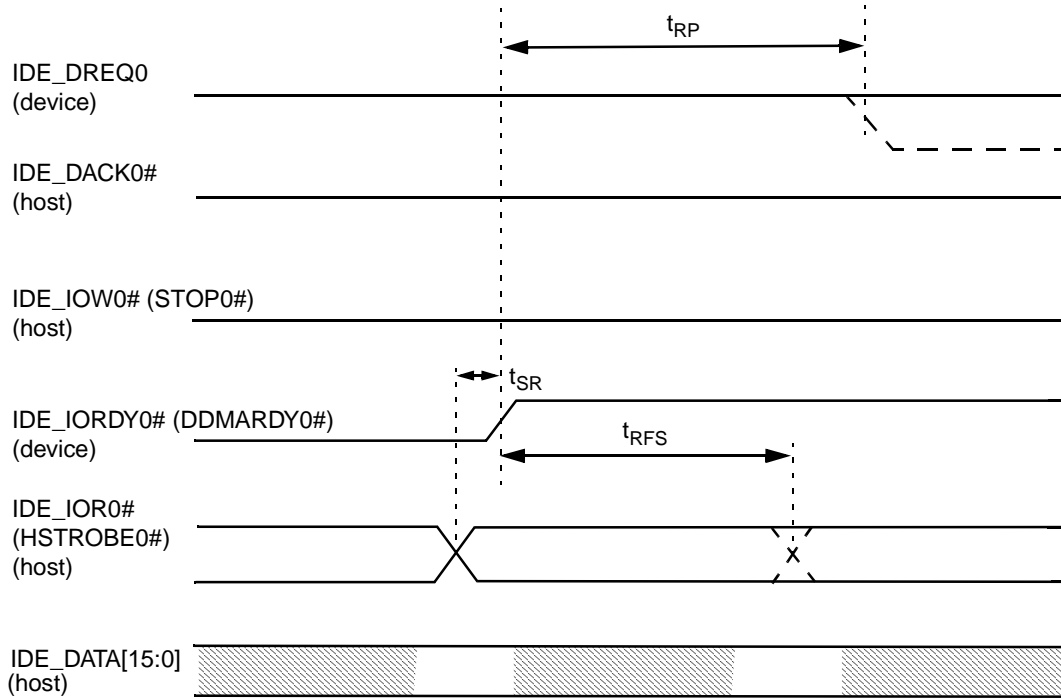 tRP
IDE_DREQ0
(device)
IDE_DACK0#
(host)
IDE_IOW0# (STOP0#)
(host)
tSR
IDE_IORDY0# (DDMARDY0#)
(device)
tRFS
IDE_IOR0#
(HSTROBE0#)
(host)
IDE_DATA[15:0]
(host)